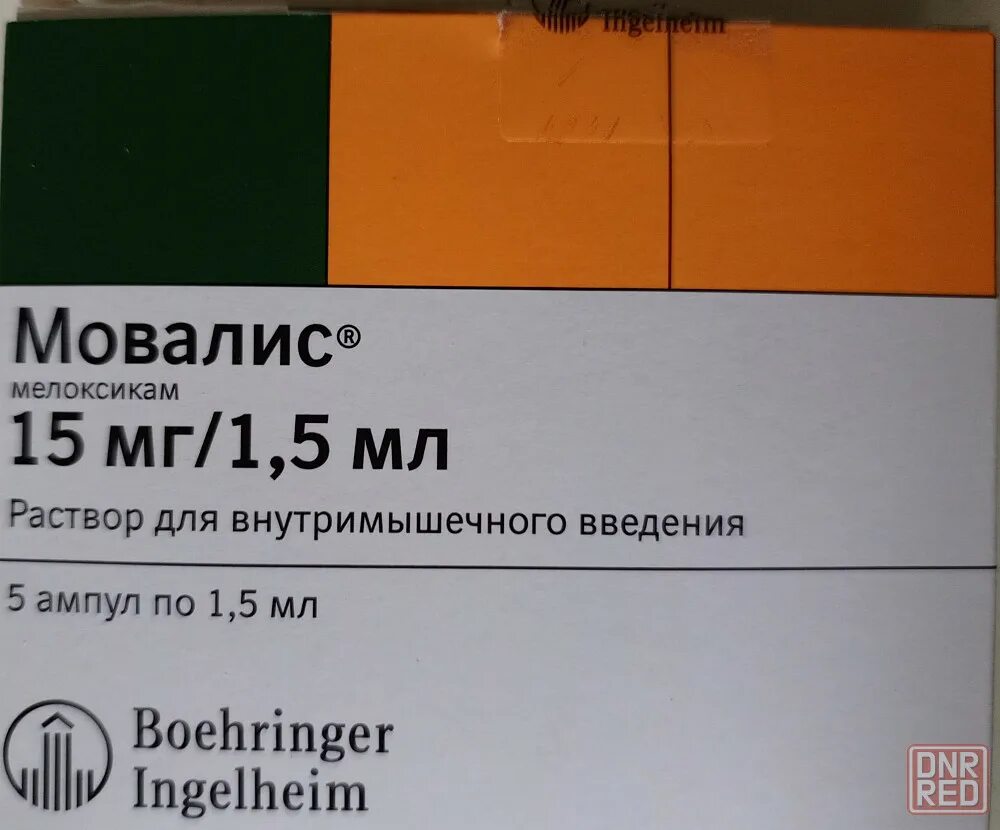 Ingelheim
Мовалис®
мелоксикам
15 мг/1,5 мл
Раствор для внутримышечного введения
5 ампул по 1,5 мл
Boehringer
Ingelheim
DNR
RED